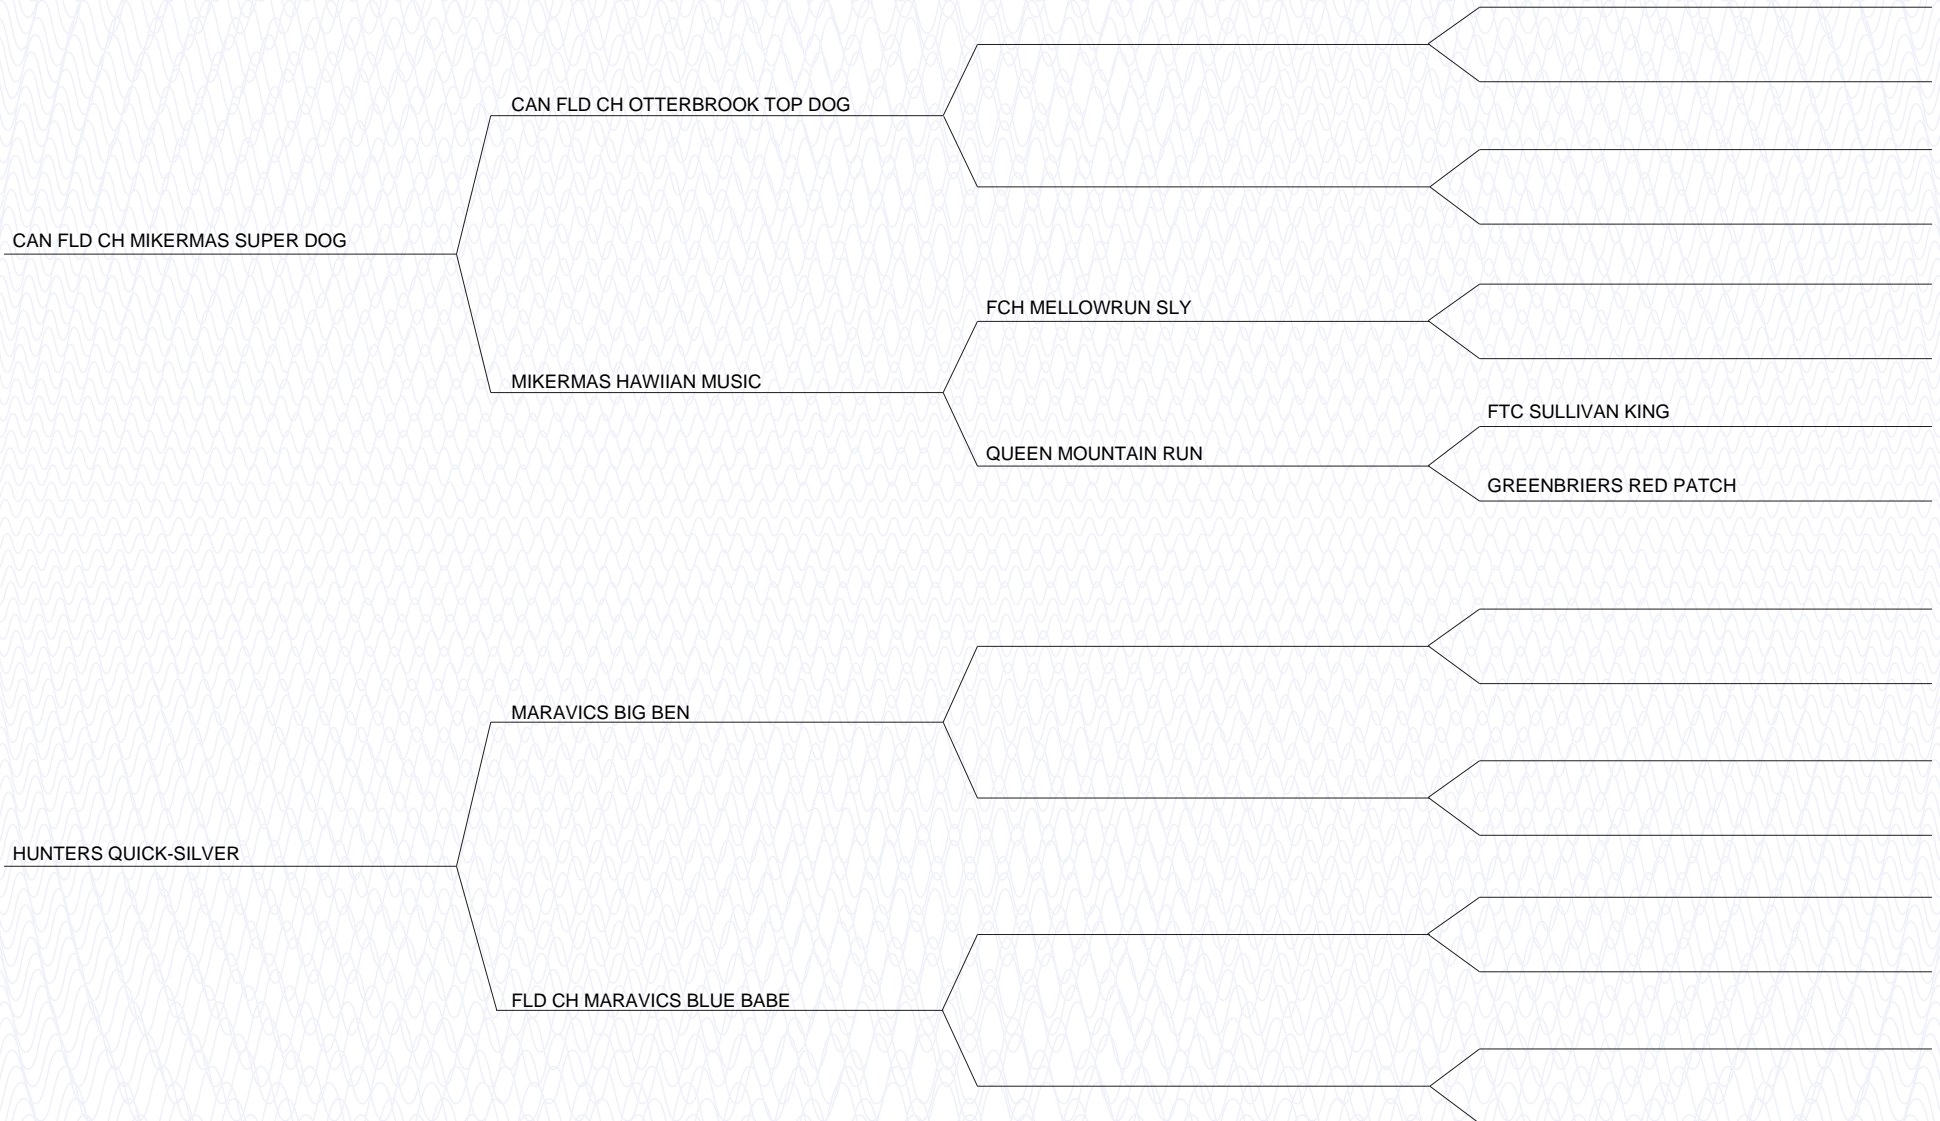 CAN FLD CH OTTERBROOK TOP DOG
CAN FLD CH MIKERMAS SUPER DOG
FCH MELLOWRUN SLY
MIKERMAS HAWIIAN MUSIC
FTC SULLIVAN KING
QUEEN MOUNTAIN RUN
GREENBRIERS RED PATCH
MARAVICS BIG BEN
HUNTERS QUICK-SILVER
FLD CH MARAVICS BLUE BABE